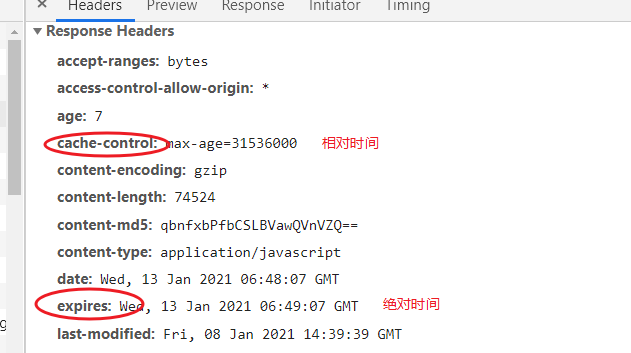 × Headers Preview Response Initiator Timing
▼ Response Headers
accept-ranges: bytes
access-control-allow-origin: *
age: 7
cache-control: max-age=31536000 相对时间
content-encoding: gzip
content-length: 74524
content-md5: qbnfxbPfbCSLBVawQVnVZQ==
content-type: application/javascript
date: Wed, 13 Jan 2021 06:48:07 GMT
expires: Wed, 13 Jan 2021 06:49:07 GMT 绝对时间
last-modified: Fri, 08 Jan 2021 14:39:39 GMT